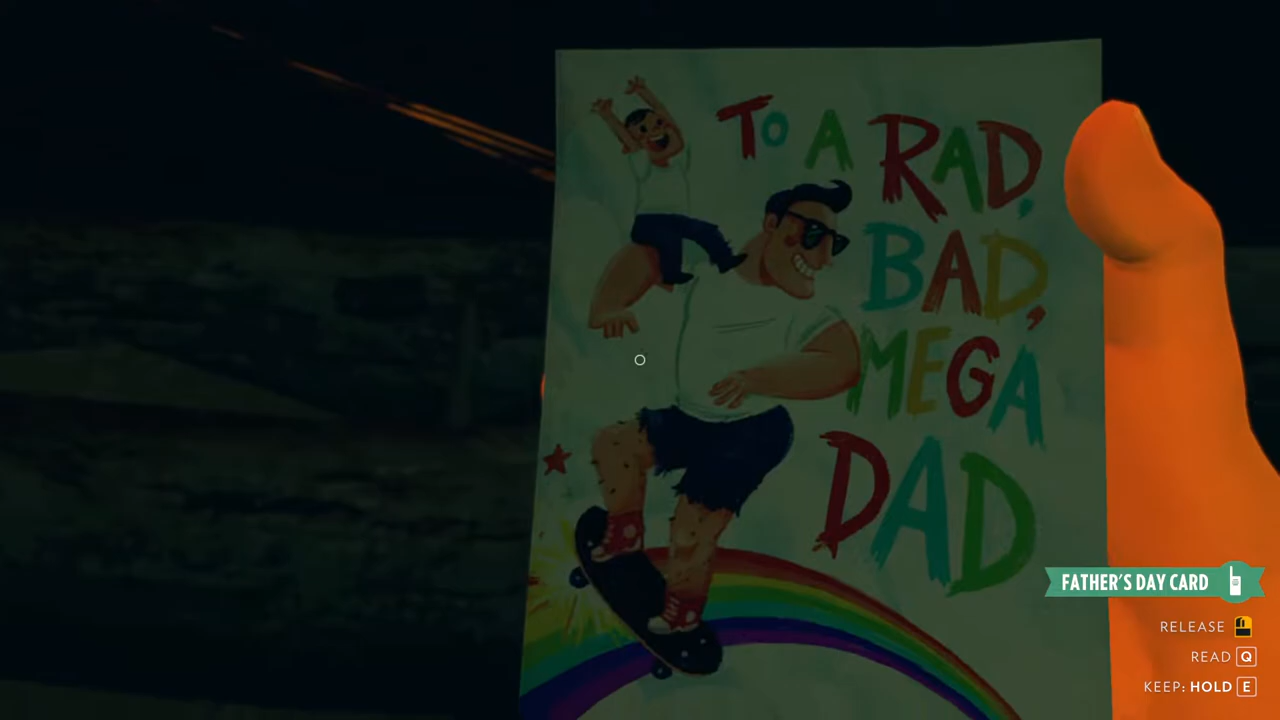 TO A RAD,
BAD,
MEGA
DAD
FATHER'S DAY CARD
RELEASE
READ Q
KEEP: HOLD E